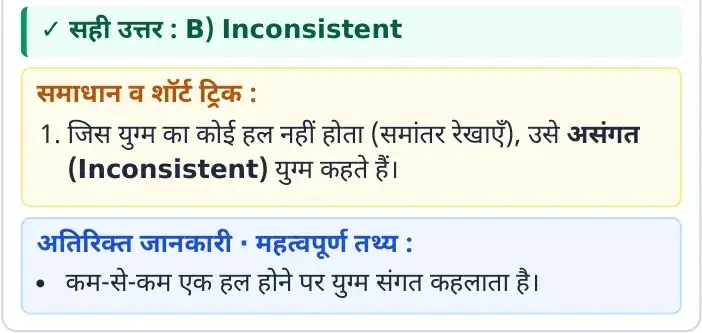 ✓ सही उत्तर : B) Inconsistent
समाधान व शॉर्ट ट्रिक :
1. जिस युग्म का कोई हल नहीं होता (समांतर रेखाएँ), उसे असंगत
(Inconsistent) युग्म कहते हैं।
अतिरिक्त जानकारी · महत्वपूर्ण तथ्य :
• कम-से-कम एक हल होने पर युग्म संगत कहलाता है।